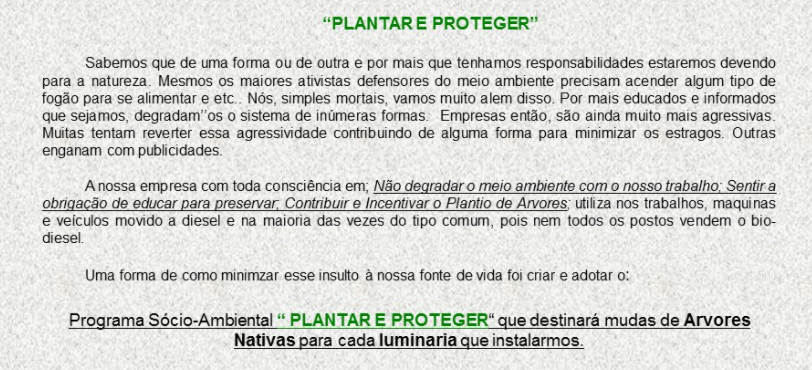 “PLANTAR E PROTEGER”
Sabemos que de uma forma ou de outra e por mais que tenhamos responsabilidades estaremos devendo
para a natureza. Mesmos os maiores ativistas defensores do meio ambiente precisam acender algum tipo de
fogão para se alimentar e etc.. Nós, simples mortais, vamos muito alem disso. Por mais educados e informados
que sejamos, degradam’’os o sistema de inúmeras formas. Empresas então, são ainda muito mais agressivas.
Muitas tentam reverter essa agressividade contribuindo de alguma forma para minimizar os estragos. Outras
enganam com publicidades.
A nossa empresa com toda consciência em; Não degradar o meio ambiente com o nosso trabalho; Sentir a
obrigação de educar para preservar; Contribuir e Incentivar o Plantio de Arvores; utiliza nos trabalhos, maquinas
e veículos movido a diesel e na maioria das vezes do tipo comum, pois nem todos os postos vendem o bio-
diesel.
Uma forma de como minimzar esse insulto à nossa fonte de vida foi criar e adotar o:
Programa Sócio-Ambiental “ PLANTAR E PROTEGER“ que destinará mudas de Arvores
Nativas para cada luminaria que instalarmos.